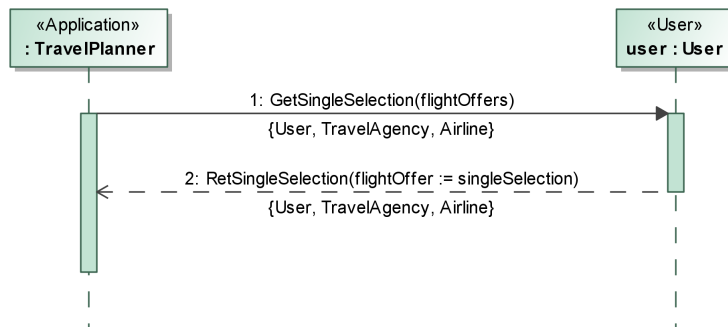 «Application»
: TravelPlanner
«User»
user : User
1: GetSingleSelection(flightOffers)
{User, TravelAgency, Airline}
2: RetSingleSelection(flightOffer := singleSelection)
{User, TravelAgency, Airline}